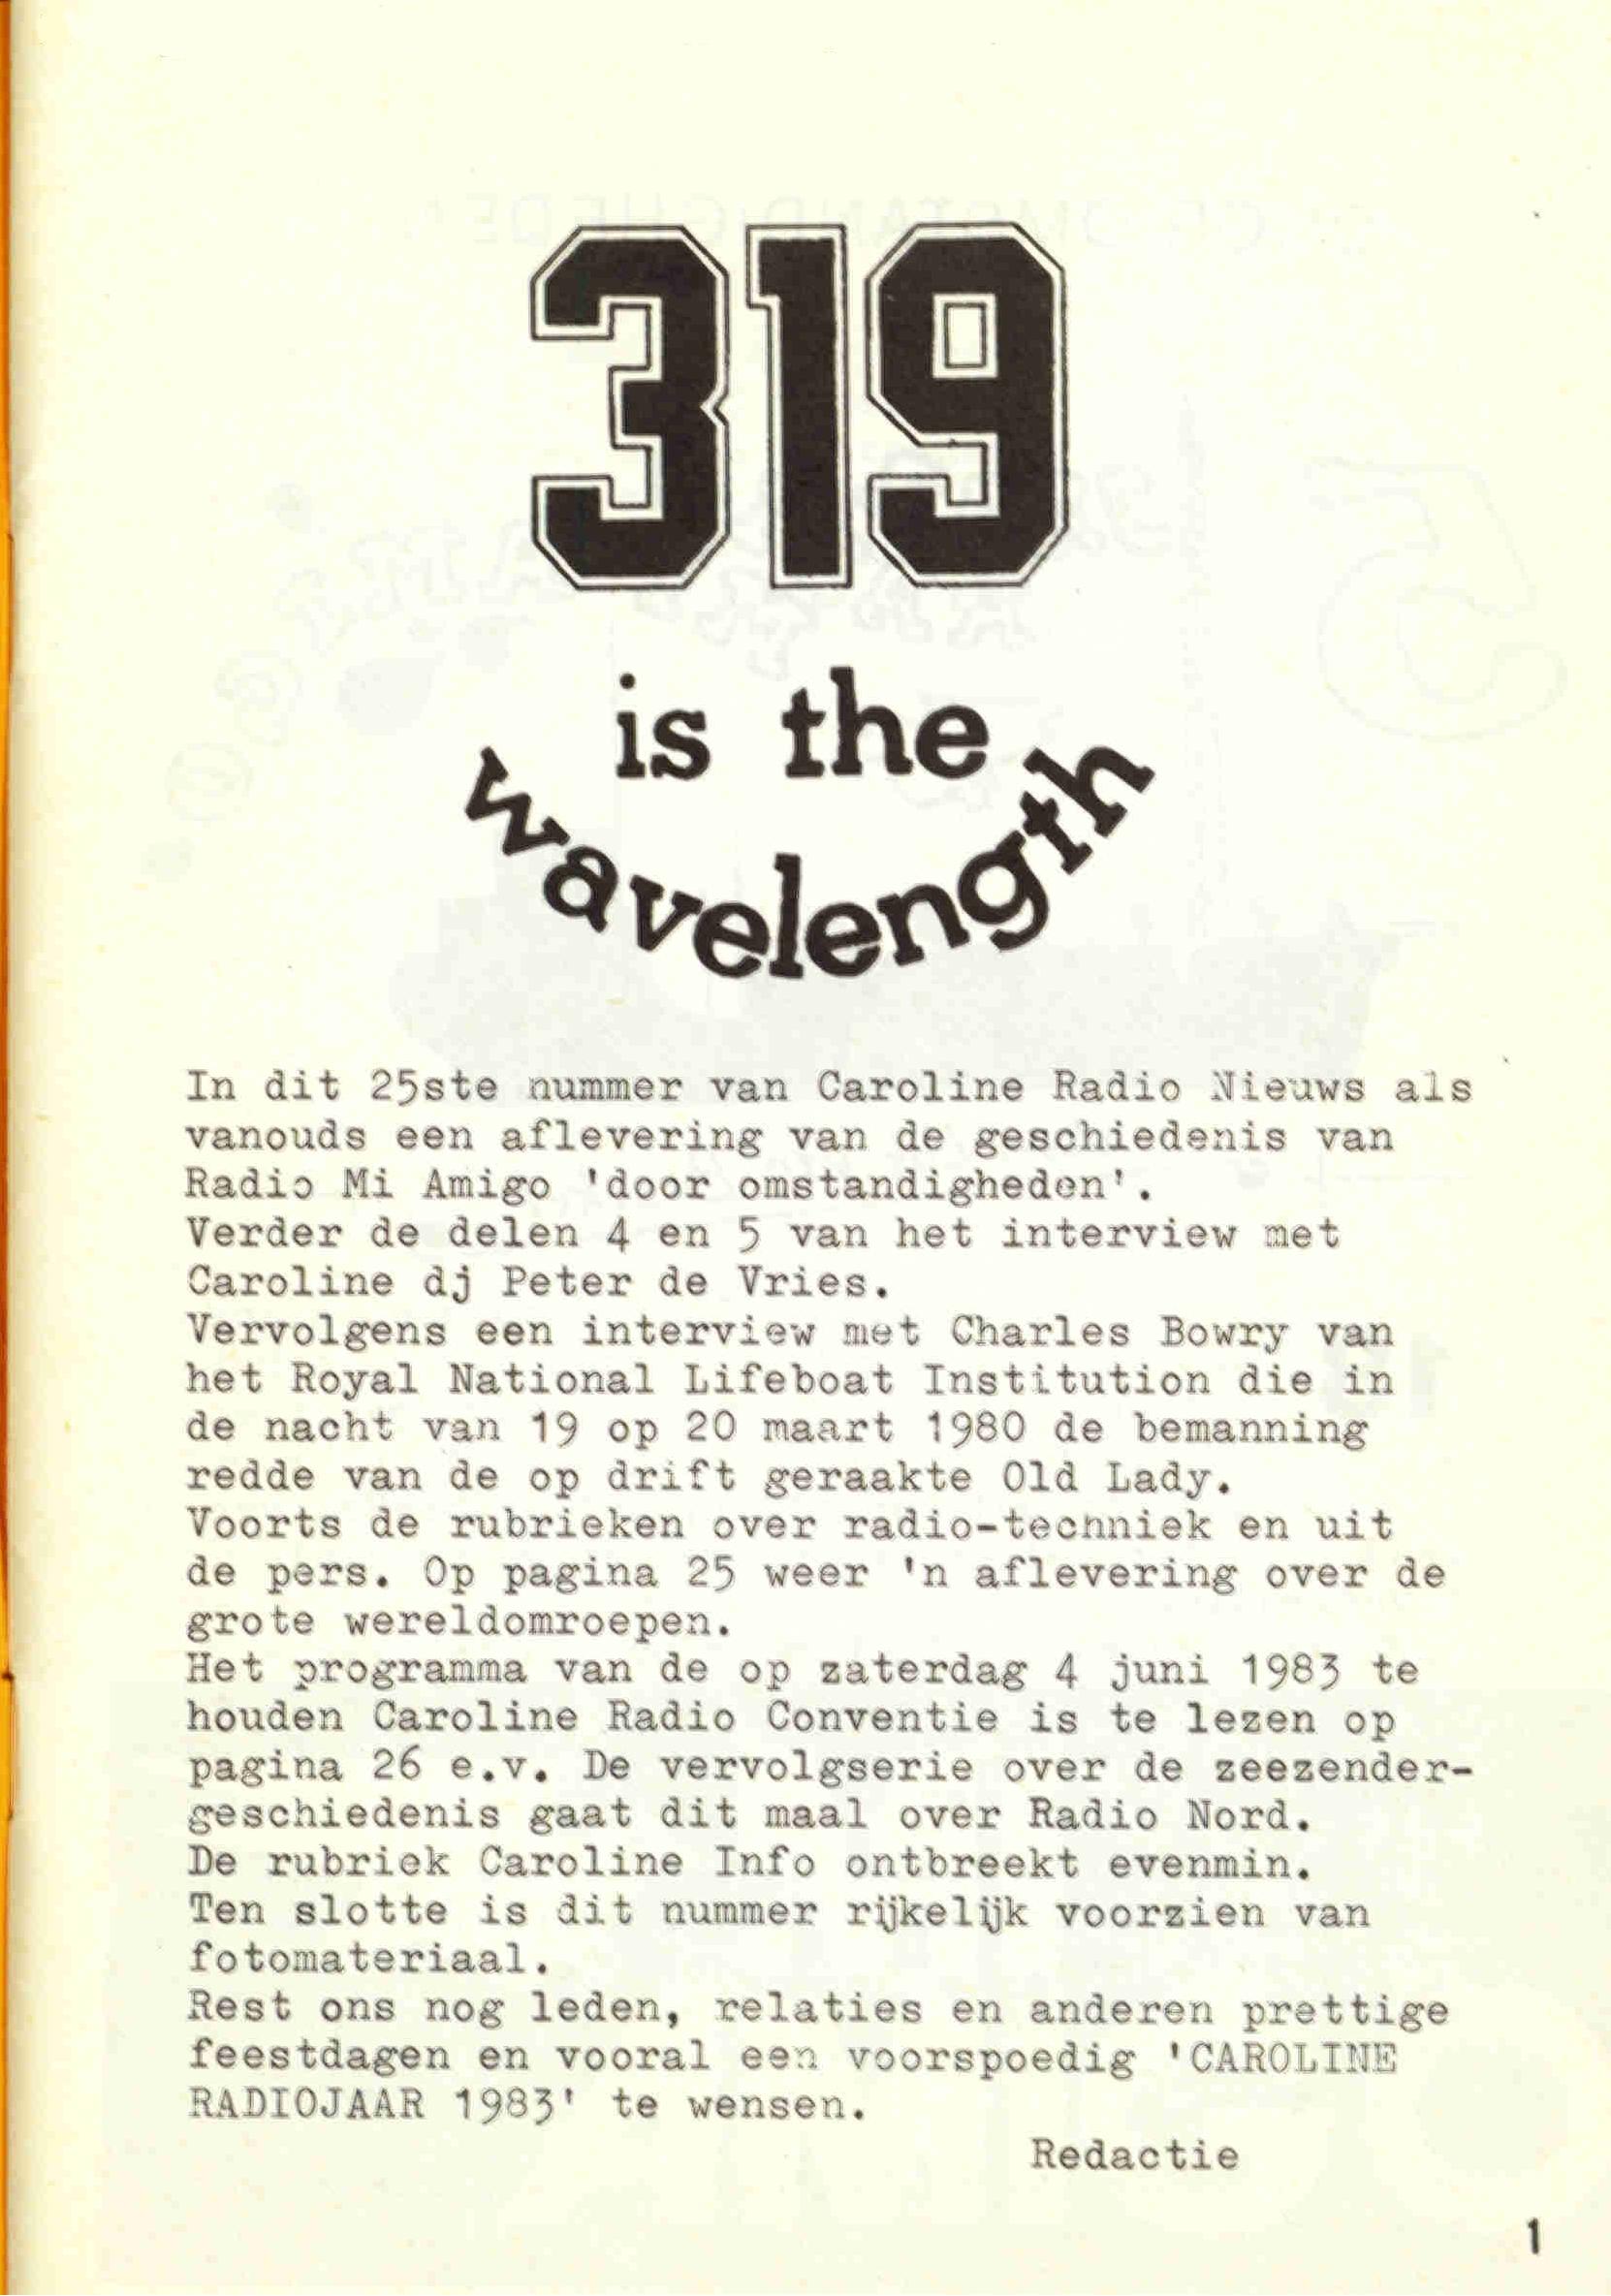 319
is the
wavelength
In dit 25ste nummer van Caroline Radio Nieuws als
vanouds een aflevering van de geschiedenis van
Radio Mi Amigo 'door omstandigheden'.
Verder de delen 4 en 5 van het interview met
Caroline dj Peter de Vries.
Vervolgens een interview met Charles Bowry van
het Royal National Lifeboat Institution die in
de nacht van 19 op 20 maart 1980 de bemanning
redde van de op drift geraakte Old Lady.
Voorts de rubrieken over radio-techniek en uit
de pers. Op pagina 25 weer 'n aflevering over de
grote wereldomroepen.
Het programma van de op zaterdag 4 juni 1983 te
houden Caroline Radio Conventie is te lezen op
pagina 26 e.v. De vervolgserie over de zeezender-
geschiedenis gaat dit maal over Radio Nord.
De rubriek Caroline Info ontbreekt evenmin.
Ten slotte is dit nummer rijkelijk voorzien van
fotomateriaal.
Rest ons nog leden, relaties en anderen prettige
feestdagen en vooral een voorspoedig 'CAROLINE
RADIOJAAR 1983' te wensen.
Redactie
1